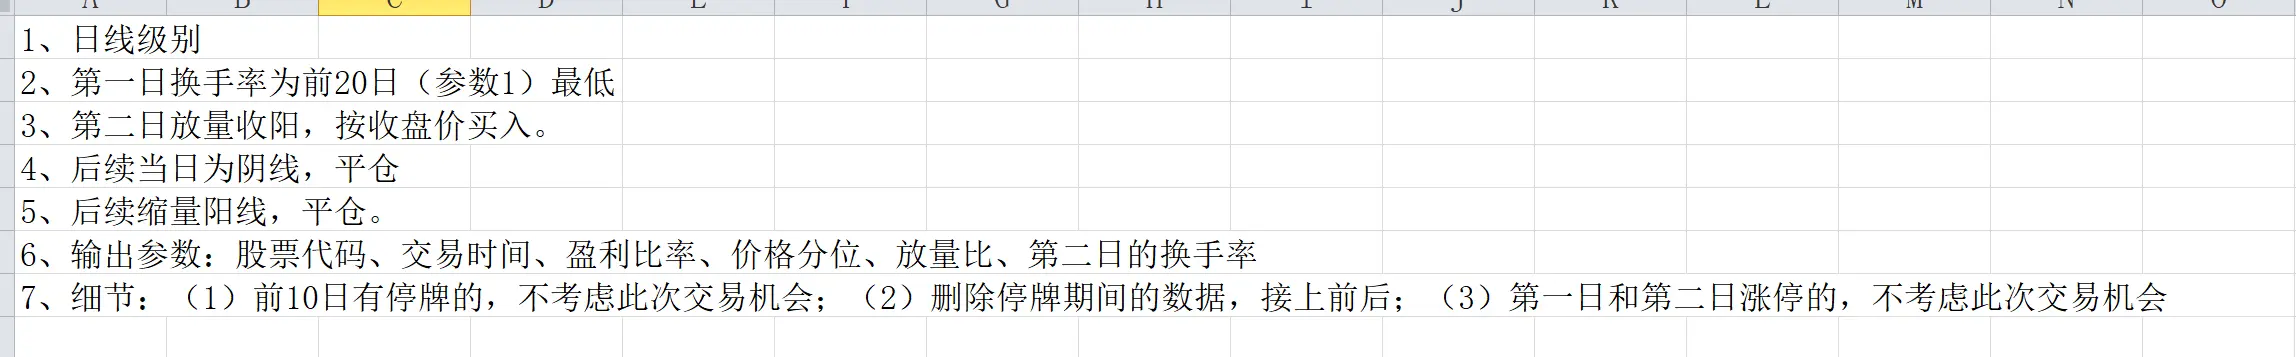 A B C D E F G H I J K L M N O
1、日线级别
2、第一日换手率为前20日（参数1）最低
3、第二日放量收阳，按收盘价买入。
4、后续当日为阴线，平仓
5、后续缩量阳线，平仓。
6、输出参数：股票代码、交易时间、盈利比率、价格分位、放量比、第二日的换手率
7、细节：（1）前10日有停牌的，不考虑此次交易机会；（2）删除停牌期间的数据，接上前后；（3）第一日和第二日涨停的，不考虑此次交易机会